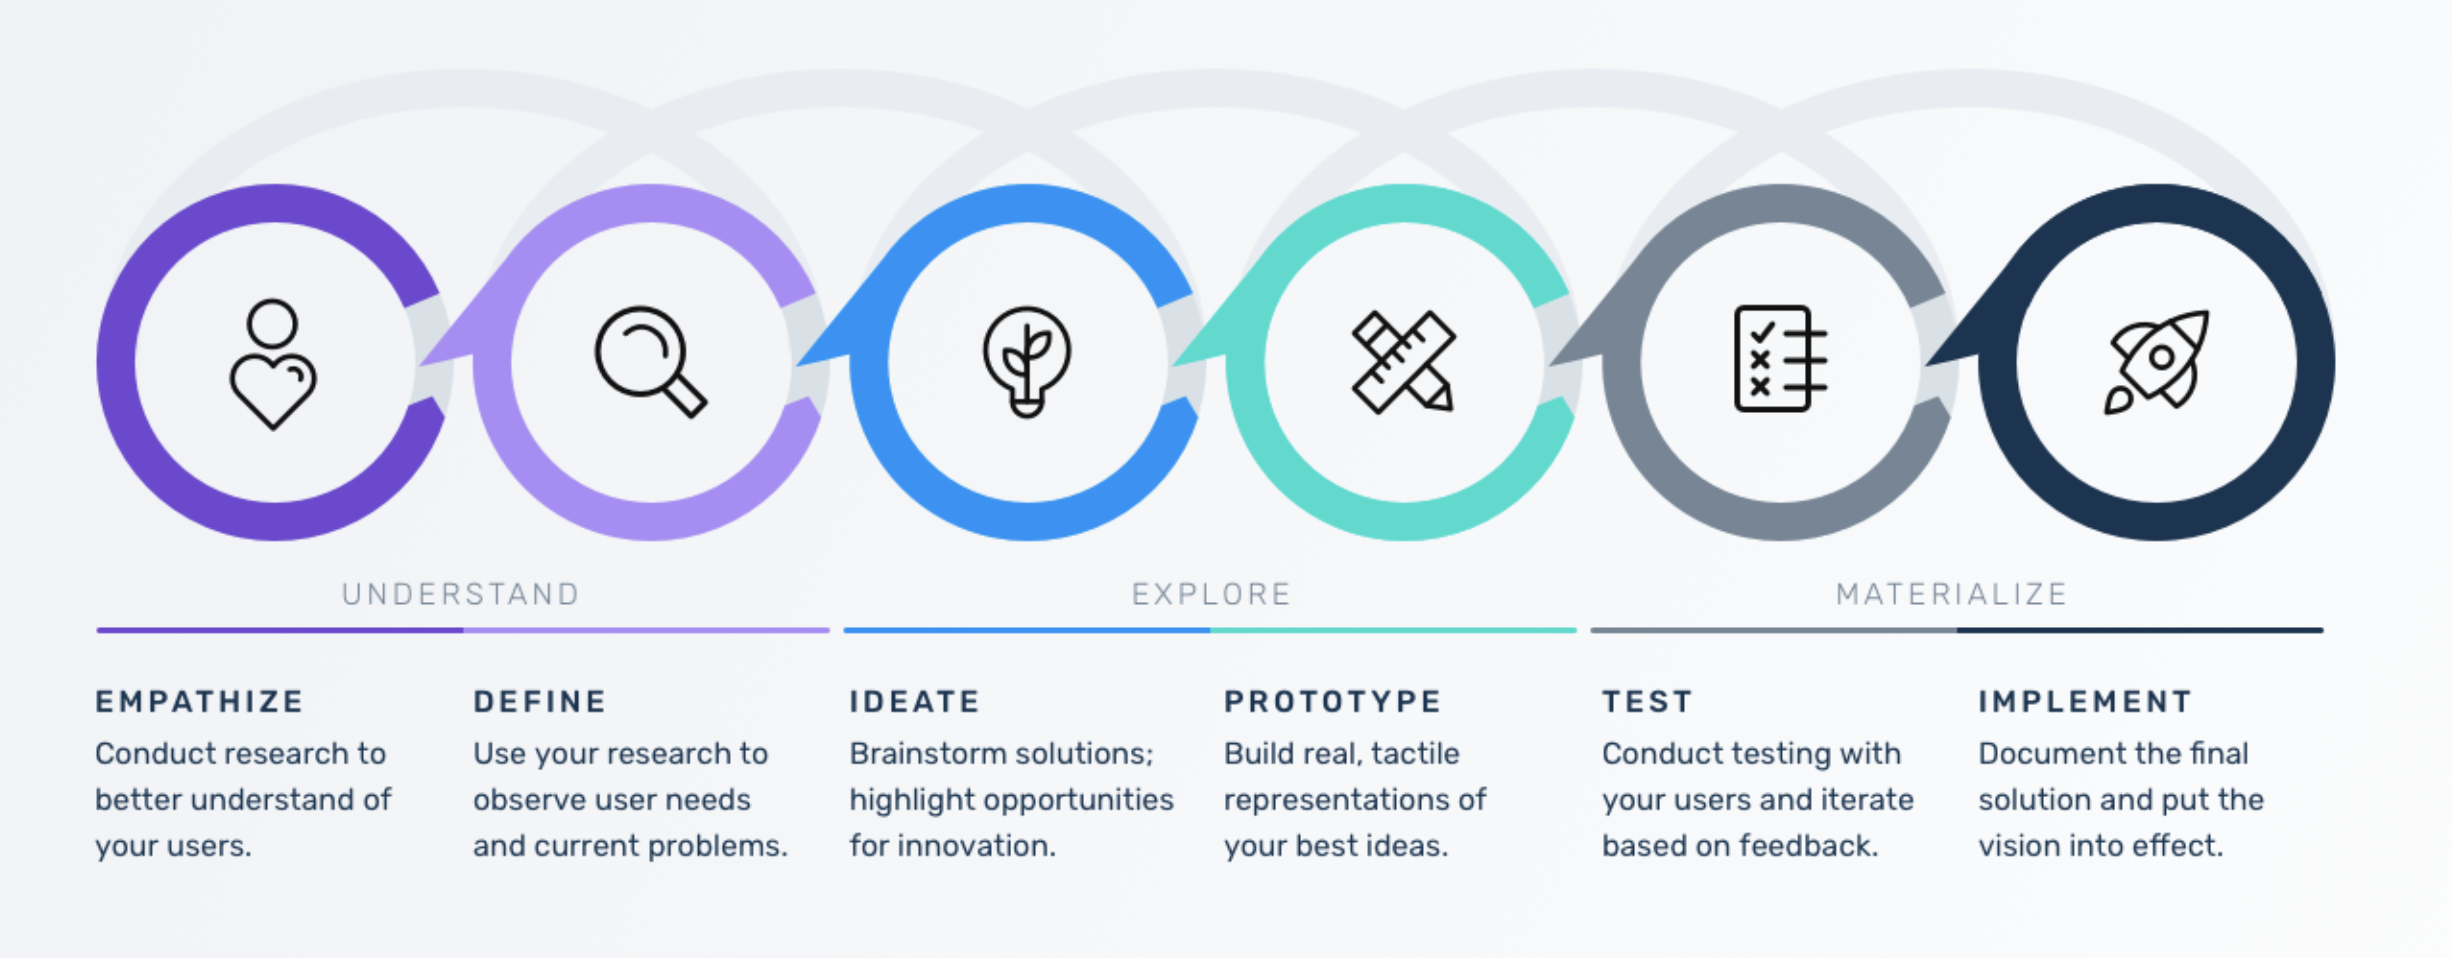 UNDERSTAND
EXPLORE
MATERIALIZE
EMPATHIZE
Conduct research to
better understand of
your users.
DEFINE
Use your research to
observe user needs
and current problems.
IDEATE
Brainstorm solutions;
highlight opportunities
for innovation.
PROTOTYPE
Build real, tactile
representations of
your best ideas.
TEST
Conduct testing with
your users and iterate
based on feedback.
IMPLEMENT
Document the final
solution and put the
vision into effect.